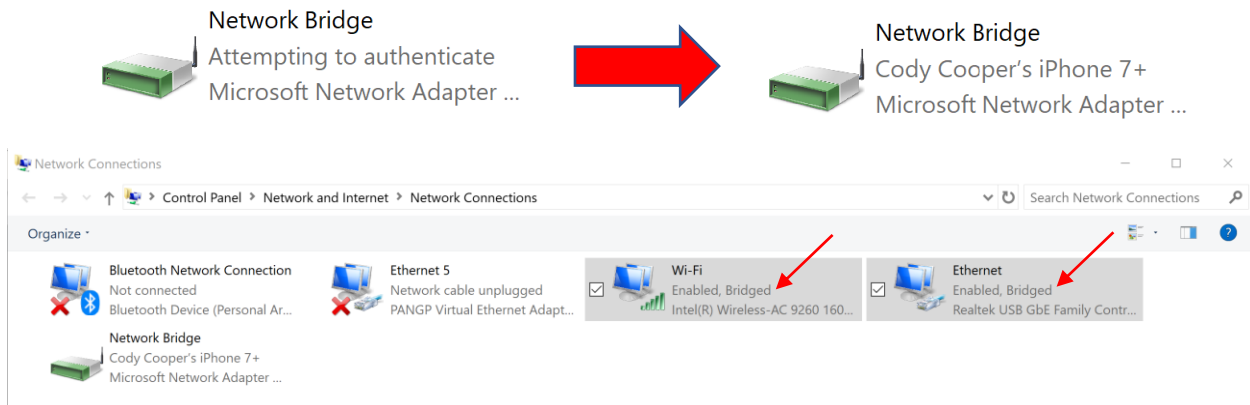 Network Bridge
Attempting to authenticate
Microsoft Network Adapter ...
Network Bridge
Cody Cooper's iPhone 7+
Microsoft Network Adapter ...
Network Connections
Control Panel > Network and Internet > Network Connections
Search Network Connections
Organize
Bluetooth Network Connection
Not connected
Bluetooth Device (Personal Ar...
Ethernet 5
Network cable unplugged
PANGP Virtual Ethernet Adapt...
Wi-Fi
Enabled, Bridged
Intel(R) Wireless-AC 9260 160...
Ethernet
Enabled, Bridged
Realtek USB GbE Family Contr...
Network Bridge
Cody Cooper's iPhone 7+
Microsoft Network Adapter ...